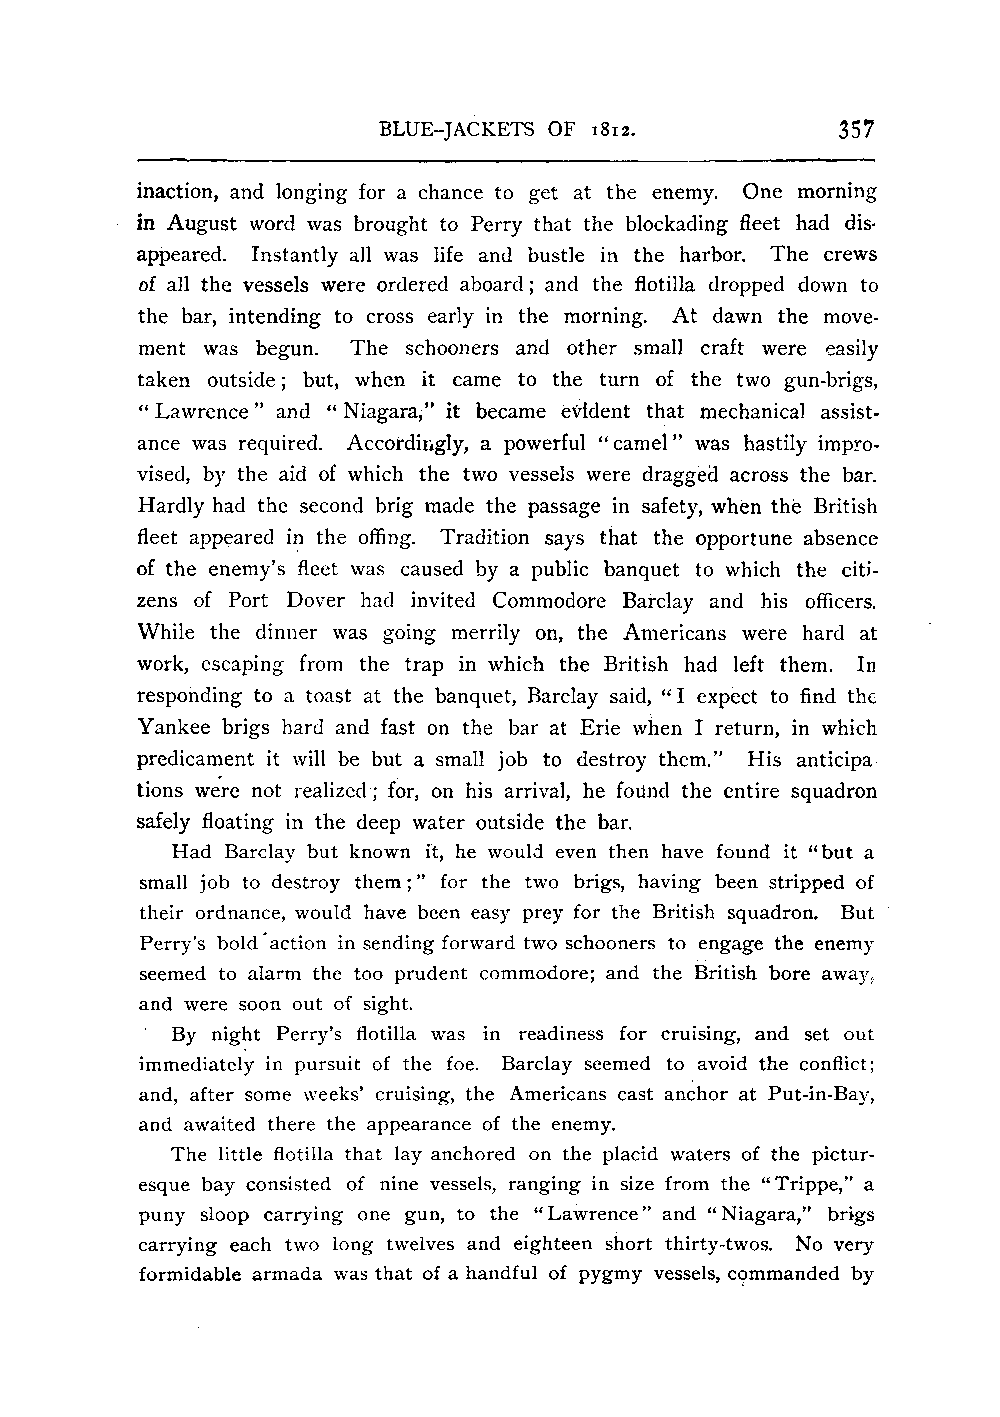 BLUE-JACKETS OF 1812. 357
inaction, and longing for a chance to get at the enemy. One morning
in August word was brought to Perry that the blockading fleet had dis-
appeared. Instantly all was life and bustle in the harbor. The crews
of all the vessels were ordered aboard; and the flotilla dropped down to
the bar, intending to cross early in the morning. At dawn the move-
ment was begun. The schooners and other small craft were easily
taken outside; but, when it came to the turn of the two gun-brigs,
"Lawrence" and "Niagara," it became evident that mechanical assist-
ance was required. Accordingly, a powerful "camel" was hastily impro-
vised, by the aid of which the two vessels were dragged across the bar.
Hardly had the second brig made the passage in safety, when the British
fleet appeared in the offing. Tradition says that the opportune absence
of the enemy's fleet was caused by a public banquet to which the citi-
zens of Port Dover had invited Commodore Barclay and his officers.
While the dinner was going merrily on, the Americans were hard at
work, escaping from the trap in which the British had left them. In
responding to a toast at the banquet, Barclay said, "I expect to find the
Yankee brigs hard and fast on the bar at Erie when I return, in which
predicament it will be but a small job to destroy them." His anticipa-
tions were not realized; for, on his arrival, he found the entire squadron
safely floating in the deep water outside the bar.
Had Barclay but known it, he would even then have found it "but a
small job to destroy them;" for the two brigs, having been stripped of
their ordnance, would have been easy prey for the British squadron. But
Perry's bold action in sending forward two schooners to engage the enemy
seemed to alarm the too prudent commodore; and the British bore away,
and were soon out of sight.
By night Perry's flotilla was in readiness for cruising, and set out
immediately in pursuit of the foe. Barclay seemed to avoid the conflict;
and, after some weeks' cruising, the Americans cast anchor at Put-in-Bay,
and awaited there the appearance of the enemy.
The little flotilla that lay anchored on the placid waters of the pictur-
esque bay consisted of nine vessels, ranging in size from the "Trippe," a
puny sloop carrying one gun, to the "Lawrence" and "Niagara," brigs
carrying each two long twelves and eighteen short thirty-twos. No very
formidable armada was that of a handful of pygmy vessels, commanded by